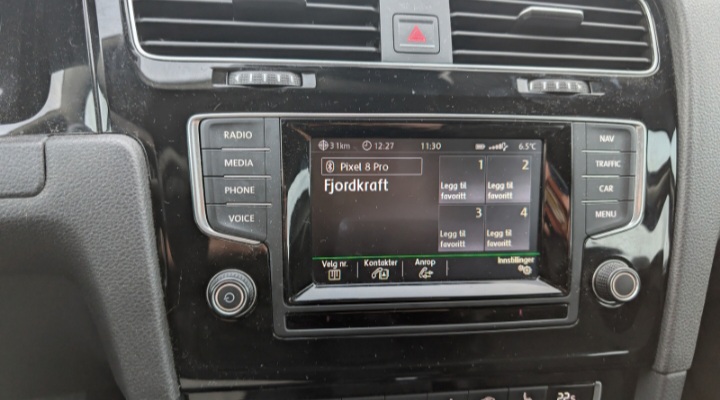 RADIO
MEDIA
PHONE
VOICE
31km 12:27 11:30 6.5°C
Pixel 8 Pro
Fjordkraft
1
Legg til
favoritt
2
Legg til
favoritt
3
Legg til
favoritt
4
Legg til
favoritt
Velg nr. Kontakter Anrop Innstillinger
NAV
TRAFFIC
CAR
MENU